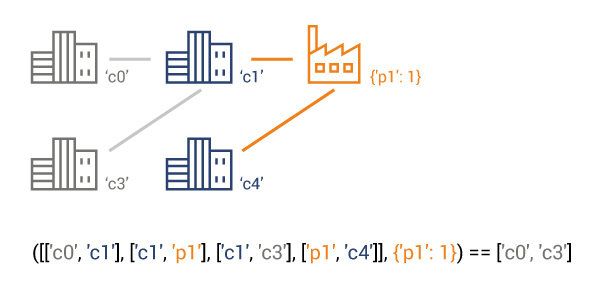 ‘c0’ ‘c1’ {'p1': 1}
‘c3’ ‘c4’
([['c0', 'c1'], ['c1', 'p1'], ['c1', 'c3'], ['p1', 'c4']], {'p1': 1}) == ['c0', 'c3']